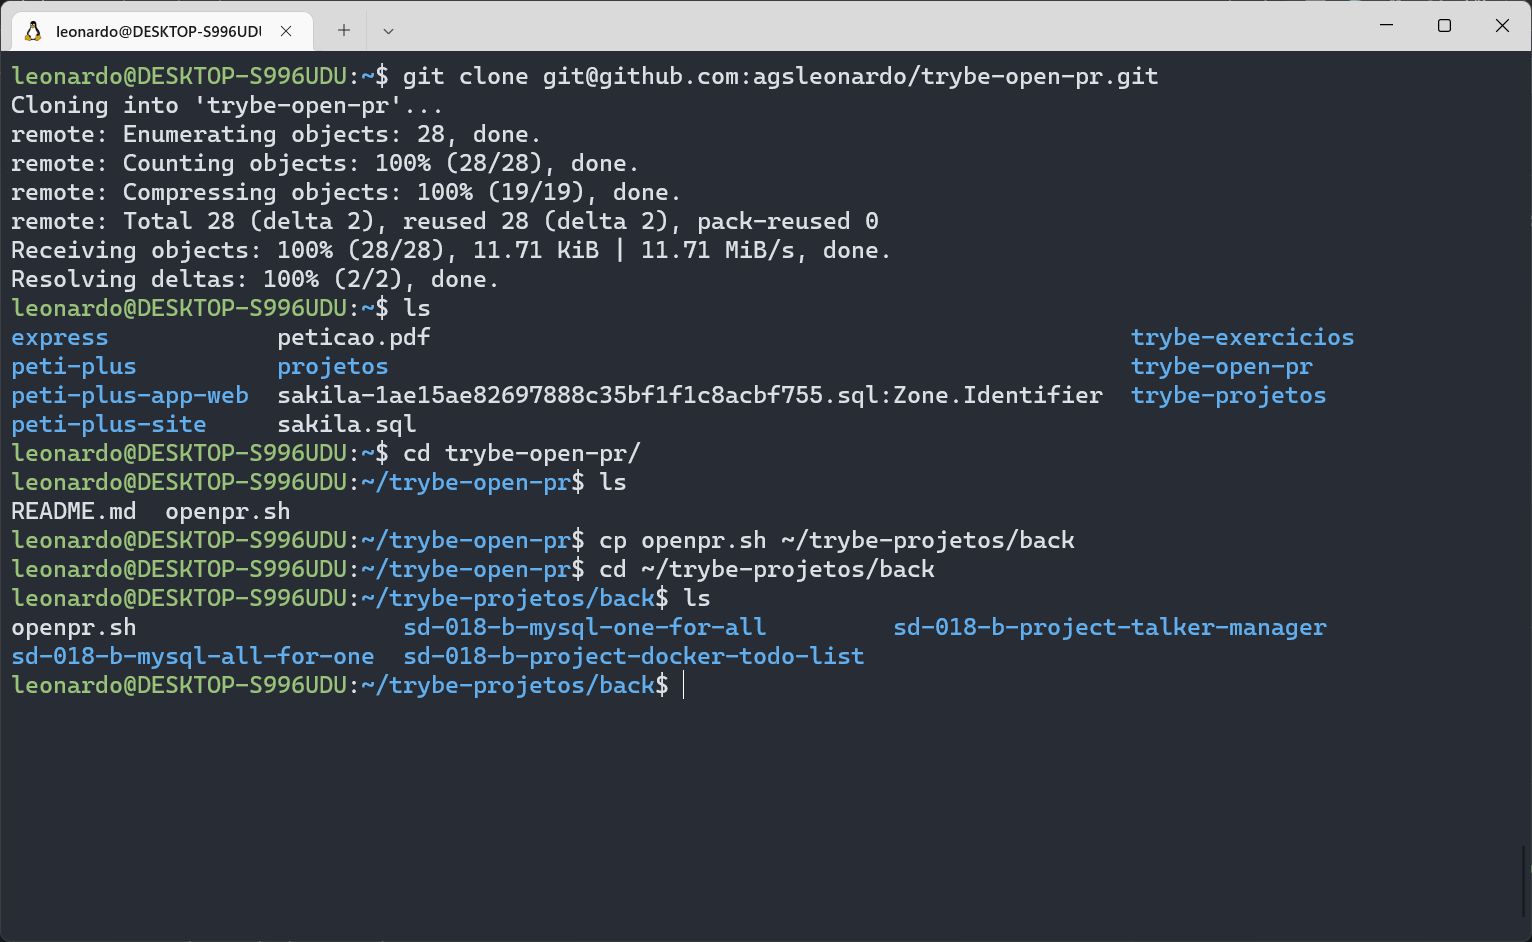 leonardo@DESKTOP-S996UDU
leonardo@DESKTOP-S996UDU:~$ git clone git@github.com:agsleonardo/trybe-open-pr.git
Cloning into 'trybe-open-pr'...
remote: Enumerating objects: 28, done.
remote: Counting objects: 100% (28/28), done.
remote: Compressing objects: 100% (19/19), done.
remote: Total 28 (delta 2), reused 28 (delta 2), pack-reused 0
Receiving objects: 100% (28/28), 11.71 KiB | 11.71 MiB/s, done.
Resolving deltas: 100% (2/2), done.
leonardo@DESKTOP-S996UDU:~$ ls
express            peticao.pdf                                                  trybe-exercicios
peti-plus          projetos                                                     trybe-open-pr
peti-plus-app-web  sakila-1ae15ae82697888c35bf1f1c8acbf755.sql:Zone.Identifier  trybe-projetos
peti-plus-site     sakila.sql
leonardo@DESKTOP-S996UDU:~$ cd trybe-open-pr/
leonardo@DESKTOP-S996UDU:~/trybe-open-pr$ ls
README.md  openpr.sh
leonardo@DESKTOP-S996UDU:~/trybe-open-pr$ cp openpr.sh ~/trybe-projetos/back
leonardo@DESKTOP-S996UDU:~/trybe-open-pr$ cd ~/trybe-projetos/back
leonardo@DESKTOP-S996UDU:~/trybe-projetos/back$ ls
openpr.sh                   sd-018-b-mysql-one-for-all         sd-018-b-project-talker-manager
sd-018-b-mysql-all-for-one  sd-018-b-project-docker-todo-list
leonardo@DESKTOP-S996UDU:~/trybe-projetos/back$